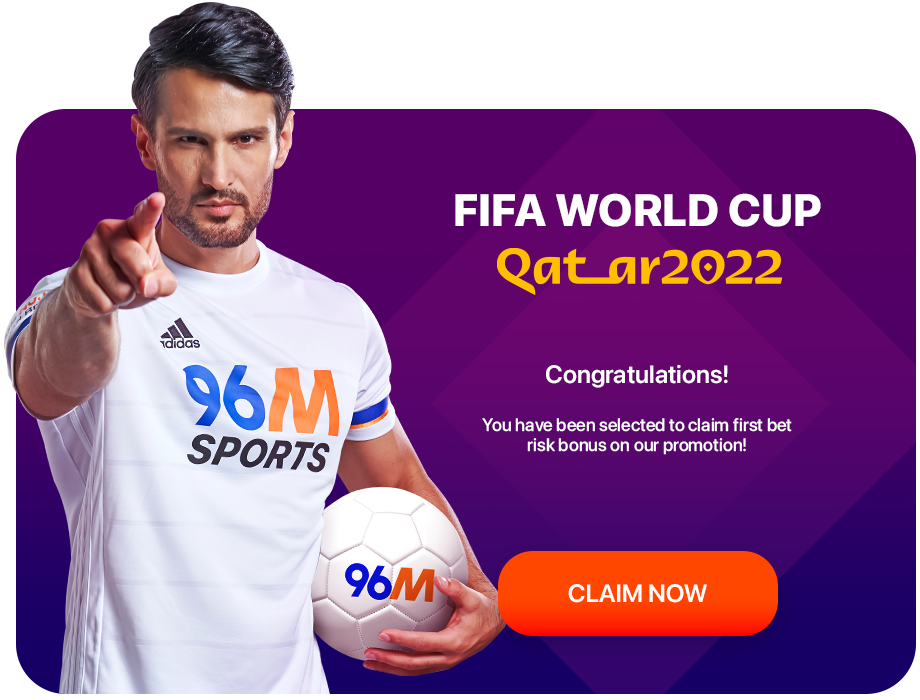 FIFA WORLD CUP
Qatar2022
Congratulations!
You have been selected to claim first bet
risk bonus on our promotion!
CLAIM NOW
adidas
96M
SPORTS
96M